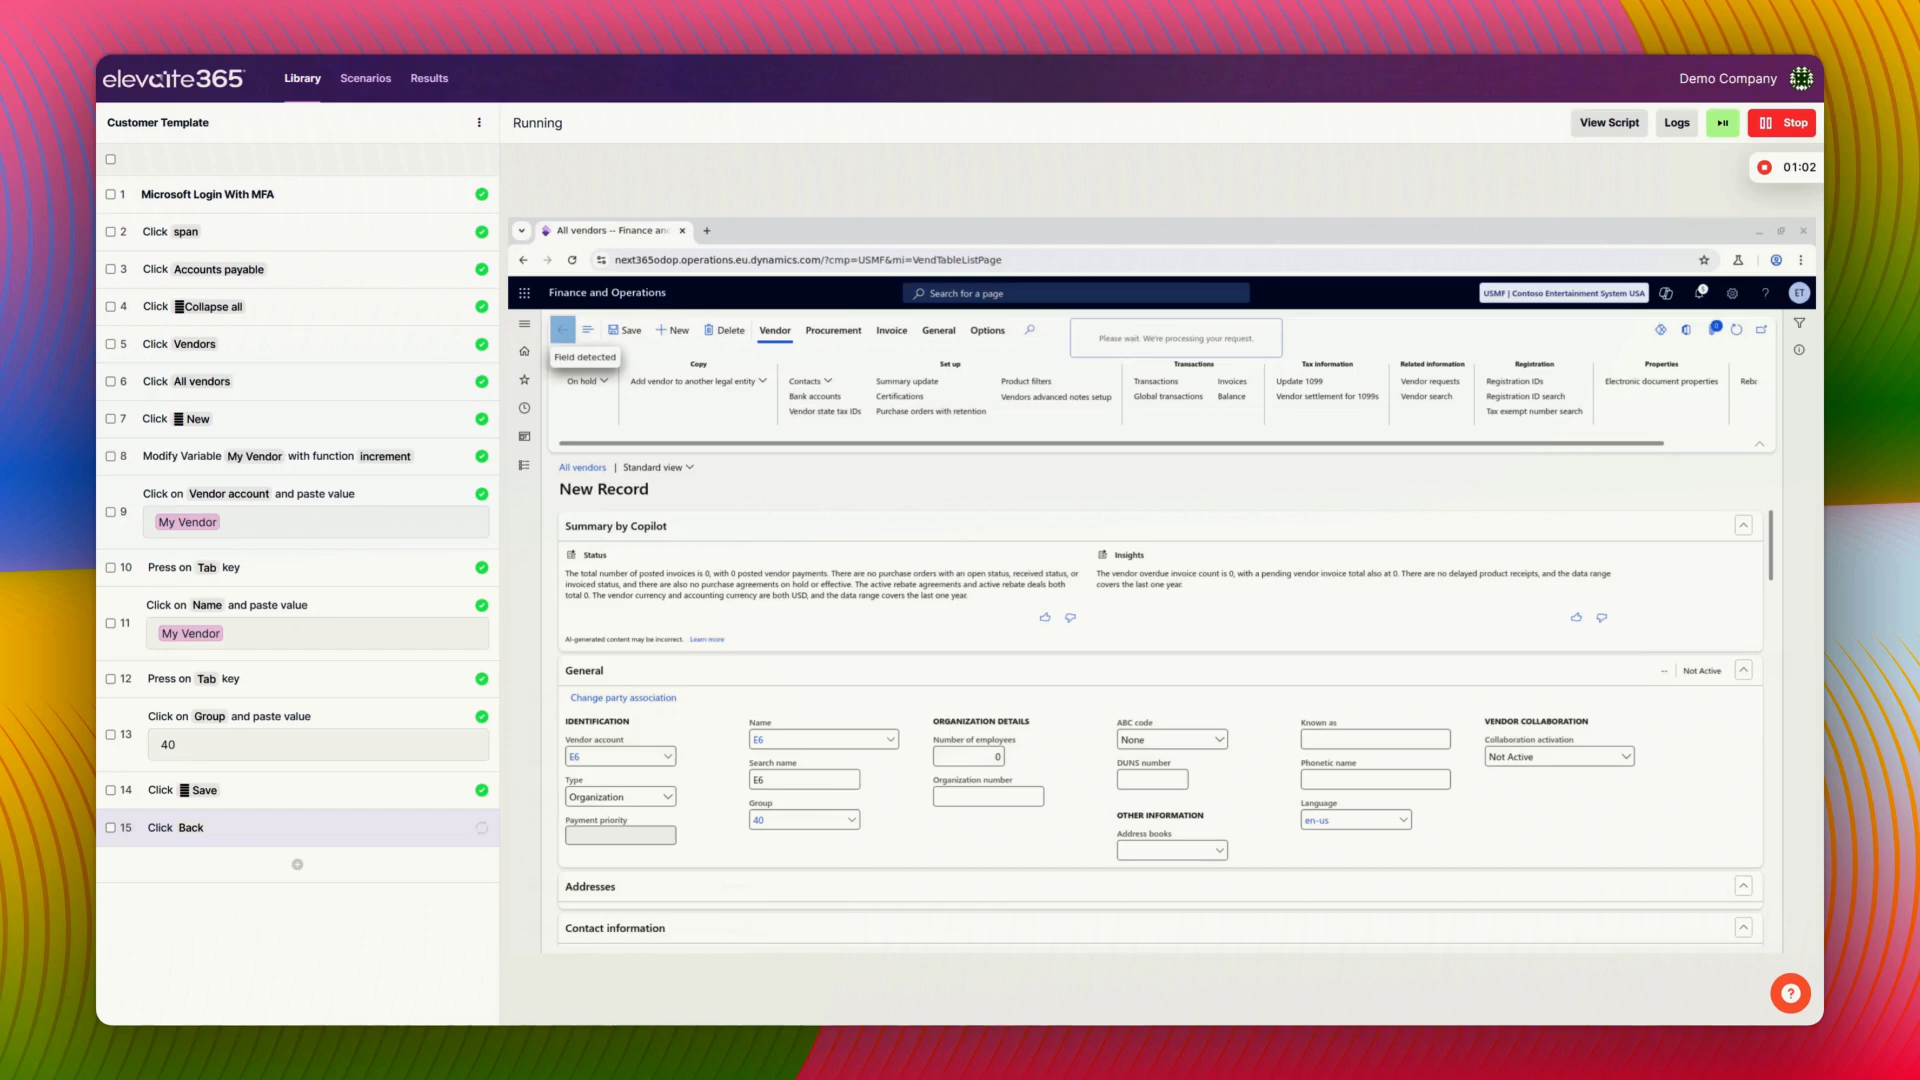 elevaite365
Library
Scenarios
Results
Demo Company
Customer Template
Running
View Script
Logs
Stop
01:02
1 Microsoft Login With MFA
2 Click span
3 Click Accounts payable
4 Click Collapse all
5 Click Vendors
6 Click All vendors
7 Click New
8 Modify Variable My Vendor with function increment
9 Click on Vendor account and paste value
My Vendor
10 Press on Tab key
11 Click on Name and paste value
My Vendor
12 Press on Tab key
13 Click on Group and paste value
40
14 Click Save
15 Click Back
All vendors -- Finance and
next365odop.operations.eu.dynamics.com/?cmp=USMF&mi=VendTableListPage
Finance and Operations
Search for a page
USMF | Contoso Entertainment System USA
1
?
ET
Save
New
Delete
Vendor
Procurement
Invoice
General
Options
Please wait. We're processing your request.
0
Field detected
On hold
Copy
Add vendor to another legal entity
Set up
Contacts
Bank accounts
Vendor state tax IDs
Summary update
Certifications
Purchase orders with retention
Product filters
Vendors advanced notes setup
Transactions
Transactions
Global transactions
Invoices
Balance
Tax information
Update 1099
Vendor settlement for 1099s
Related information
Vendor requests
Vendor search
Registration
Registration IDs
Registration ID search
Tax exempt number search
Properties
Electronic document properties
Reba
All vendors | Standard view
New Record
Summary by Copilot
Status
The total number of posted invoices is 0, with 0 posted vendor payments. There are no purchase orders with an open status, received status, or
invoiced status, and there are also no purchase agreements on hold or effective. The active rebate agreements and active rebate deals both
total 0. The vendor currency and accounting currency are both USD, and the data range covers the last one year.
Insights
The vendor overdue invoice count is 0, with a pending vendor invoice total also at 0. There are no delayed product receipts, and the data range
covers the last one year.
AI-generated content may be incorrect. Learn more
General
-- | Not Active
Change party association
IDENTIFICATION
Vendor account
E6
Type
Organization
Payment priority
Name
E6
Search name
E6
Group
40
ORGANIZATION DETAILS
Number of employees
0
Organization number
ABC code
None
DUNS number
OTHER INFORMATION
Address books
Known as
Phonetic name
Language
en-us
VENDOR COLLABORATION
Collaboration activation
Not Active
Addresses
Contact information
?